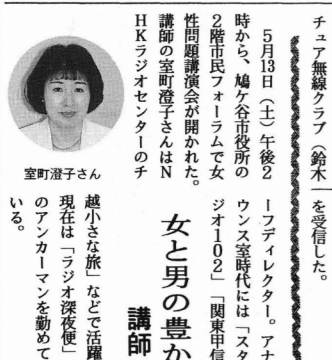 チュア無線クラブ（鈴木
を受信した。
５月13日（土）午後２
時から、鳩ケ谷市役所の
２階市民フォーラムで女
性問題講演会が開かれた。
講師の室町澄子さんはＮ
ＨＫラジオセンターのチ
室町澄子さん
ーフディレクター。アナ
ウンス室時代には「スタ
ジオ１０２」「関東甲信
越小さな旅」などで活躍
現在は「ラジオ深夜便」
のアンカーマンを勤めて
いる。
女と男の豊か
講師